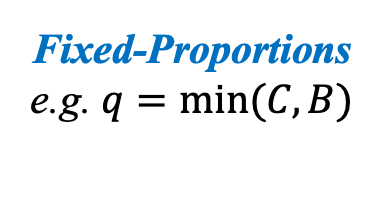 Fixed-Proportions
e.g. q = min(C, B)